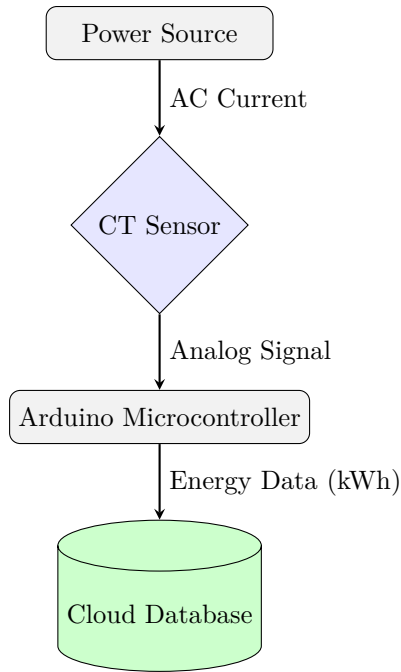 Power Source
AC Current
CT Sensor
Analog Signal
Arduino Microcontroller
Energy Data (kWh)
Cloud Database